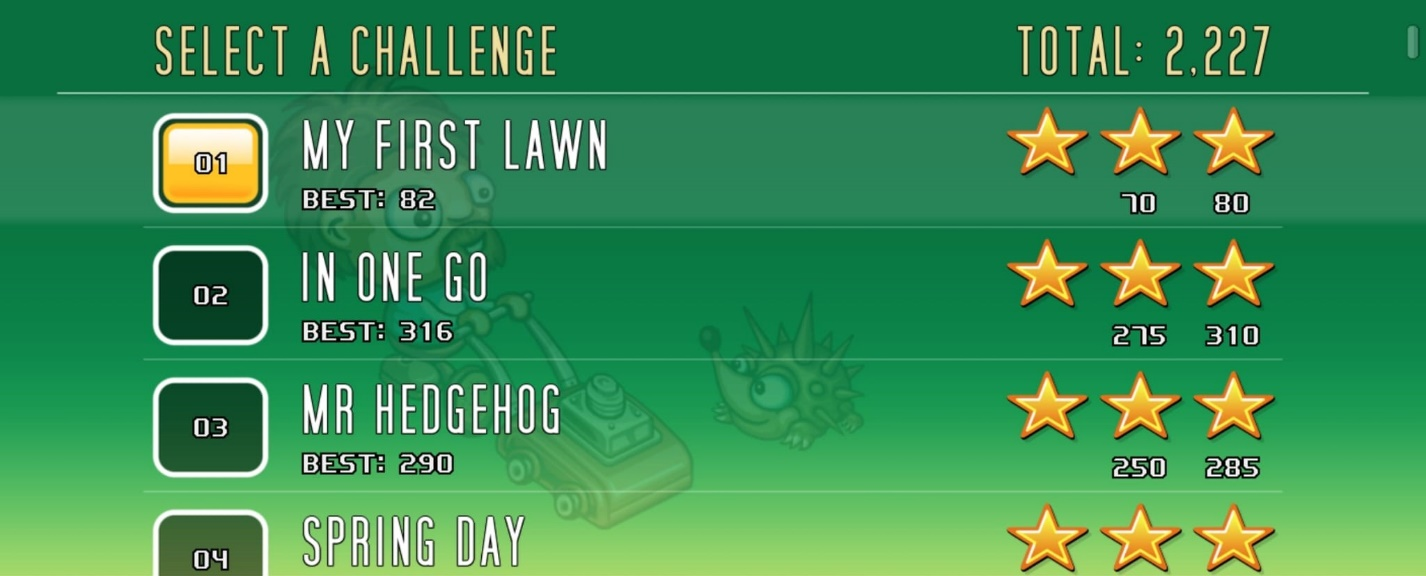 SELECT A CHALLENGE TOTAL: 2,227
01 MY FIRST LAWN
BEST: 82 70 80
02 IN ONE GO
BEST: 316 275 310
03 MR HEDGEHOG
BEST: 290 250 285
04 SPRING DAY